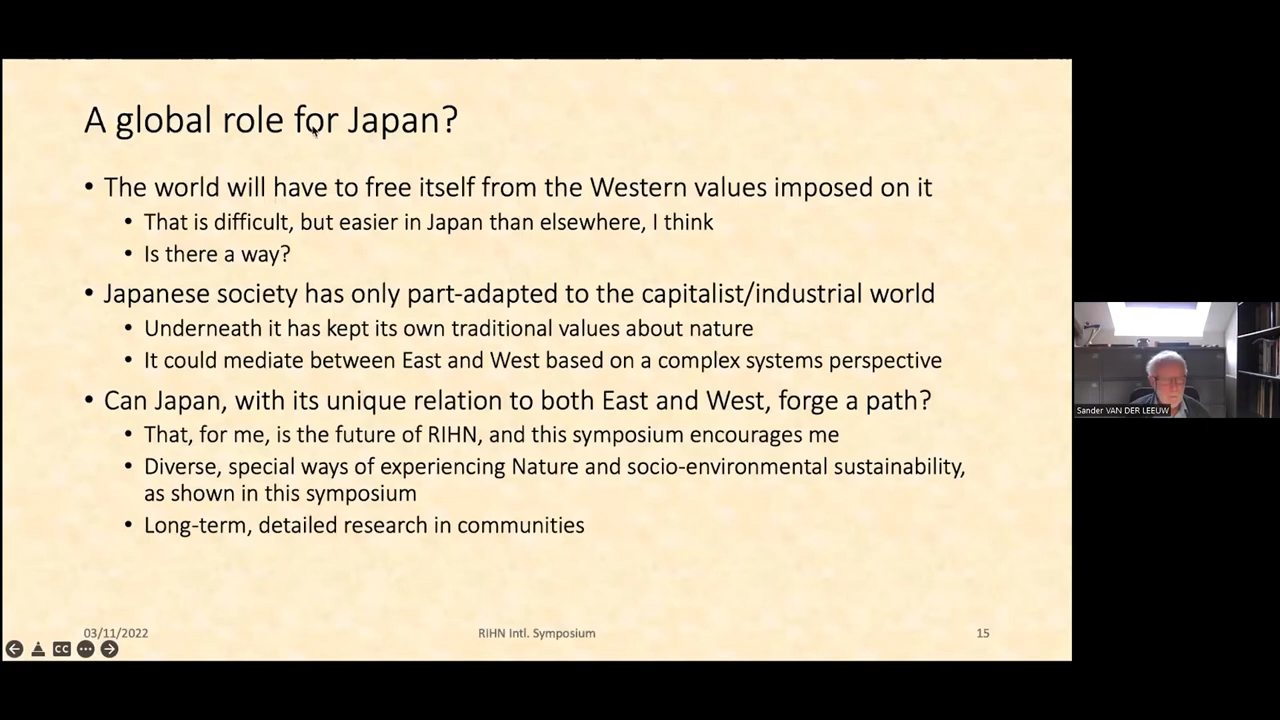 A global role for Japan?
• The world will have to free itself from the Western values imposed on it
• That is difficult, but easier in Japan than elsewhere, I think
• Is there a way?
• Japanese society has only part-adapted to the capitalist/industrial world
• Underneath it has kept its own traditional values about nature
• It could mediate between East and West based on a complex systems perspective
• Can Japan, with its unique relation to both East and West, forge a path?
• That, for me, is the future of RIHN, and this symposium encourages me
• Diverse, special ways of experiencing Nature and socio-environmental sustainability,
as shown in this symposium
• Long-term, detailed research in communities
03/11/2022 RIHN Intl. Symposium 15
CC
Sander VAN DER LEEUW